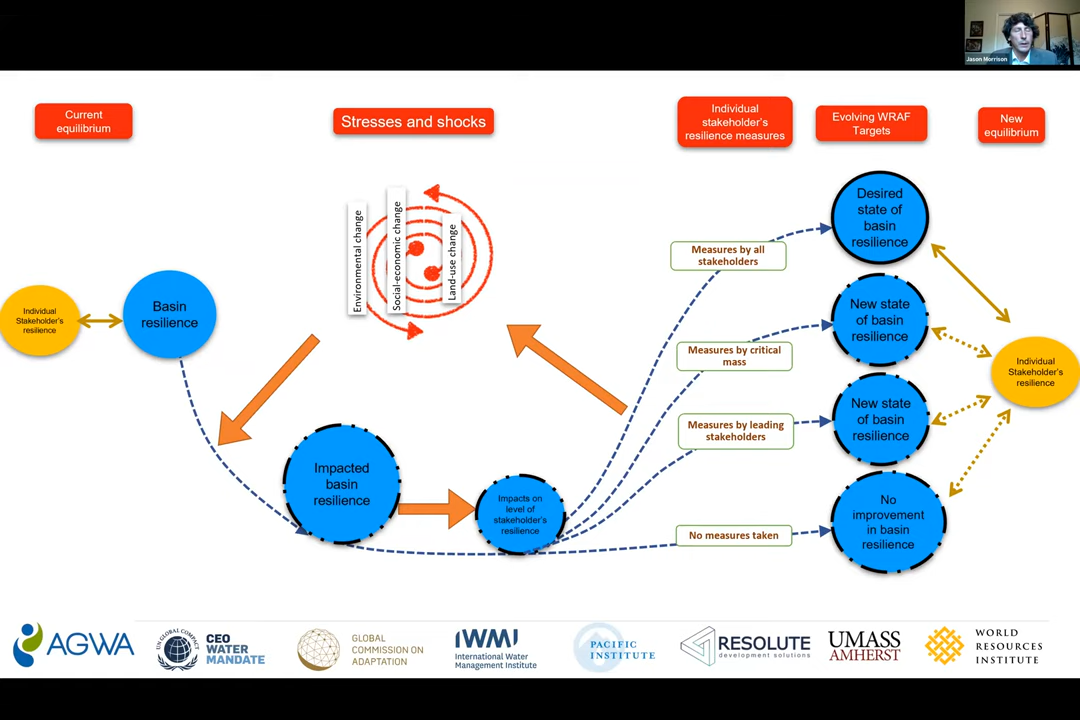 Jason Morrison
Current
equilibrium
Stresses and shocks
Individual
stakeholder's
resilience measures
Evolving WRAF
Targets
New
equilibrium
Environmental change
Social-economic change
Land-use change
Individual
Stakeholder's
resilience
Basin
resilience
Impacted
basin
resilience
Impacts on
level of
stakeholder's
resilience
Measures by all
stakeholders
Measures by critical
mass
Measures by leading
stakeholders
No measures taken
Desired
state of
basin
resilience
New state
of basin
resilience
New state
of basin
resilience
No
improvement
in basin
resilience
Individual
Stakeholder's
resilience
AGWA
UN GLOBAL COMPACT
CEO
WATER
MANDATE
GLOBAL
COMMISSION ON
ADAPTATION
IWMI
International Water
Management Institute
PACIFIC
INSTITUTE
RESOLUTE
development solutions
UMASS
AMHERST
WORLD
RESOURCES
INSTITUTE